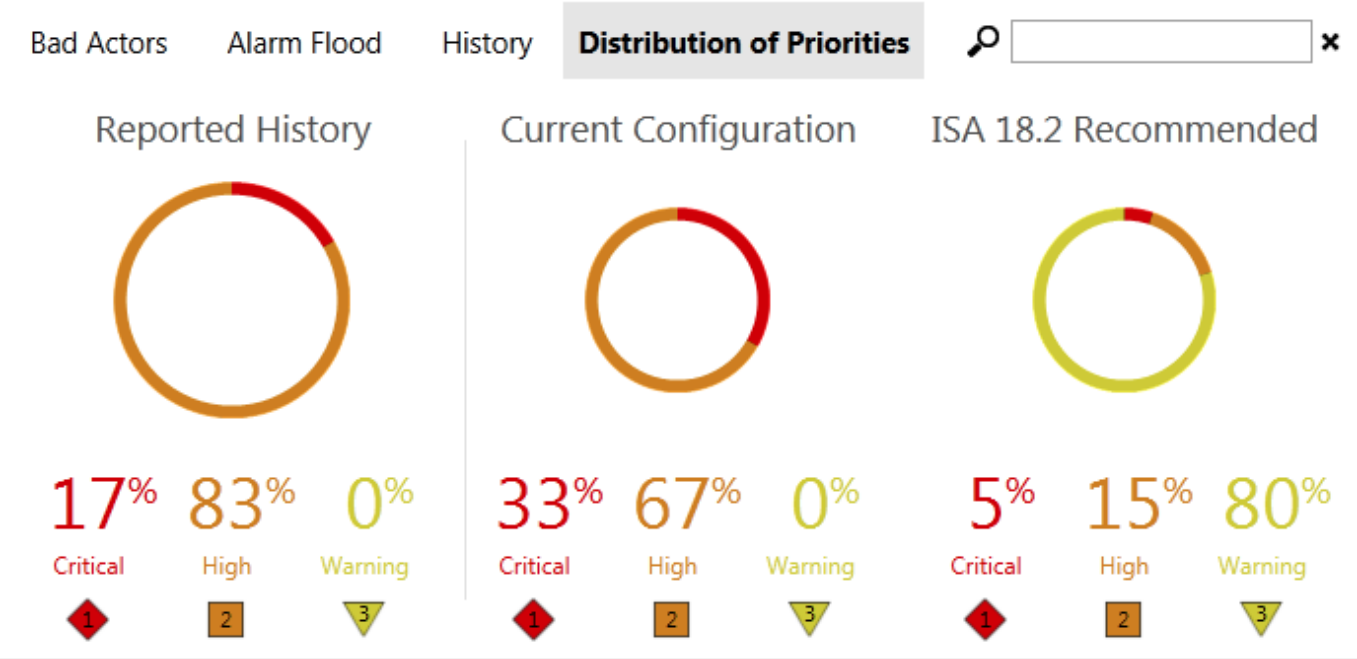 Bad Actors Alarm Flood History Distribution of Priorities
Reported History Current Configuration ISA 18.2 Recommended
17% 83% 0% 33% 67% 0% 5% 15% 80%
Critical High Warning Critical High Warning Critical High Warning
1 2 3 1 2 3 1 2 3